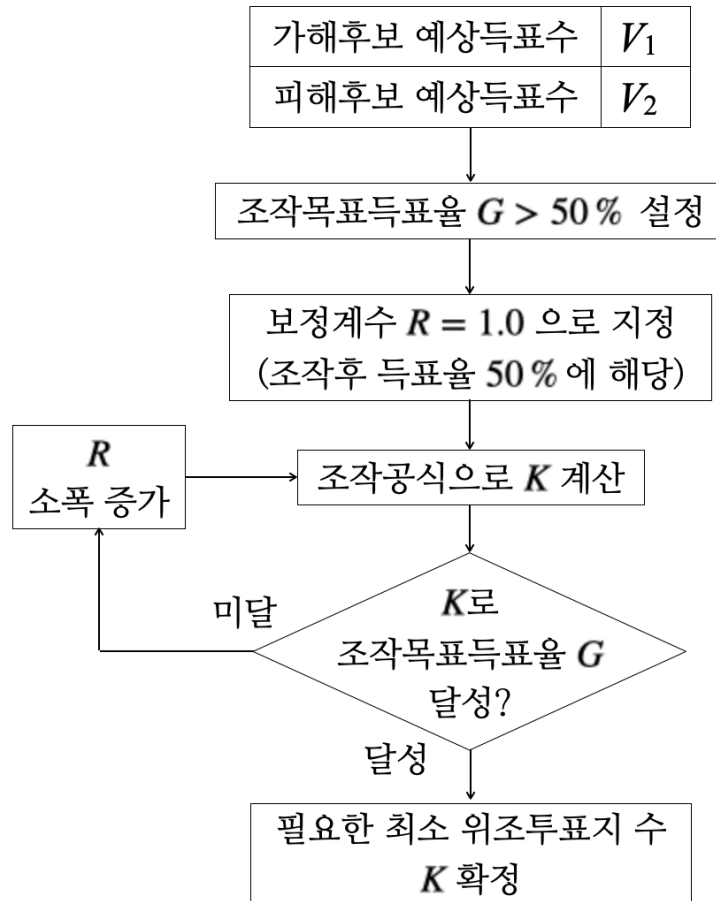 가해후보 예상득표수 V₁
피해후보 예상득표수 V₂
조작목표득표율 G > 50 % 설정
보정계수 R = 1.0 으로 지정
(조작후 득표율 50 % 에 해당)
R
소폭 증가
조작공식으로 K 계산
미달
K로
조작목표득표율 G
달성?
달성
필요한 최소 위조투표지 수
K 확정